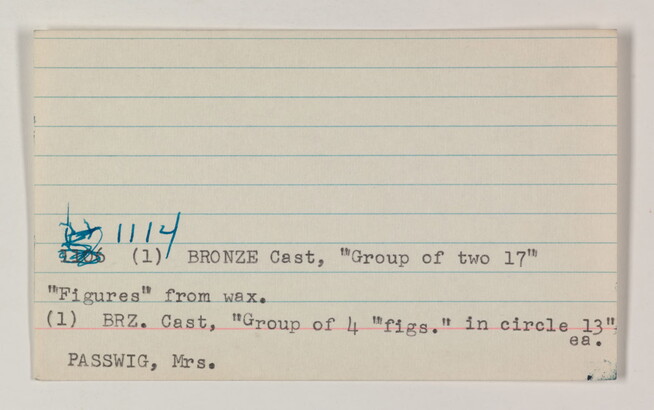 1114
(1) BRONZE Cast, "Group of two 17"
"Figures" from wax.
(1) BRZ. Cast, "Group of 4 "figs." in circle 13"
ea.
PASSWIG, Mrs.